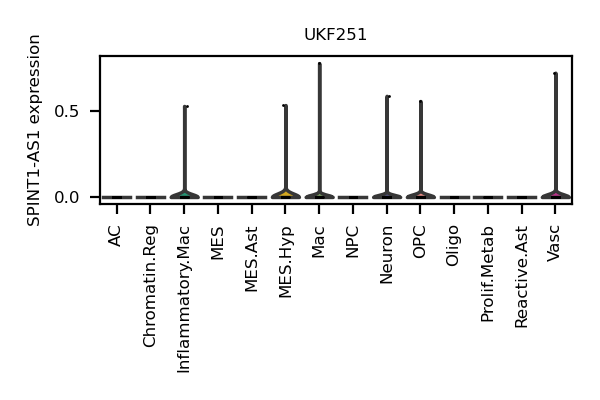 UKF251
SPINT1-AS1 expression
0.5
0.0
AC
Chromatin.Reg
Inflammatory.Mac
MES
MES.Ast
MES.Hyp
Mac
NPC
Neuron
OPC
Oligo
Prolif.Metab
Reactive.Ast
Vasc